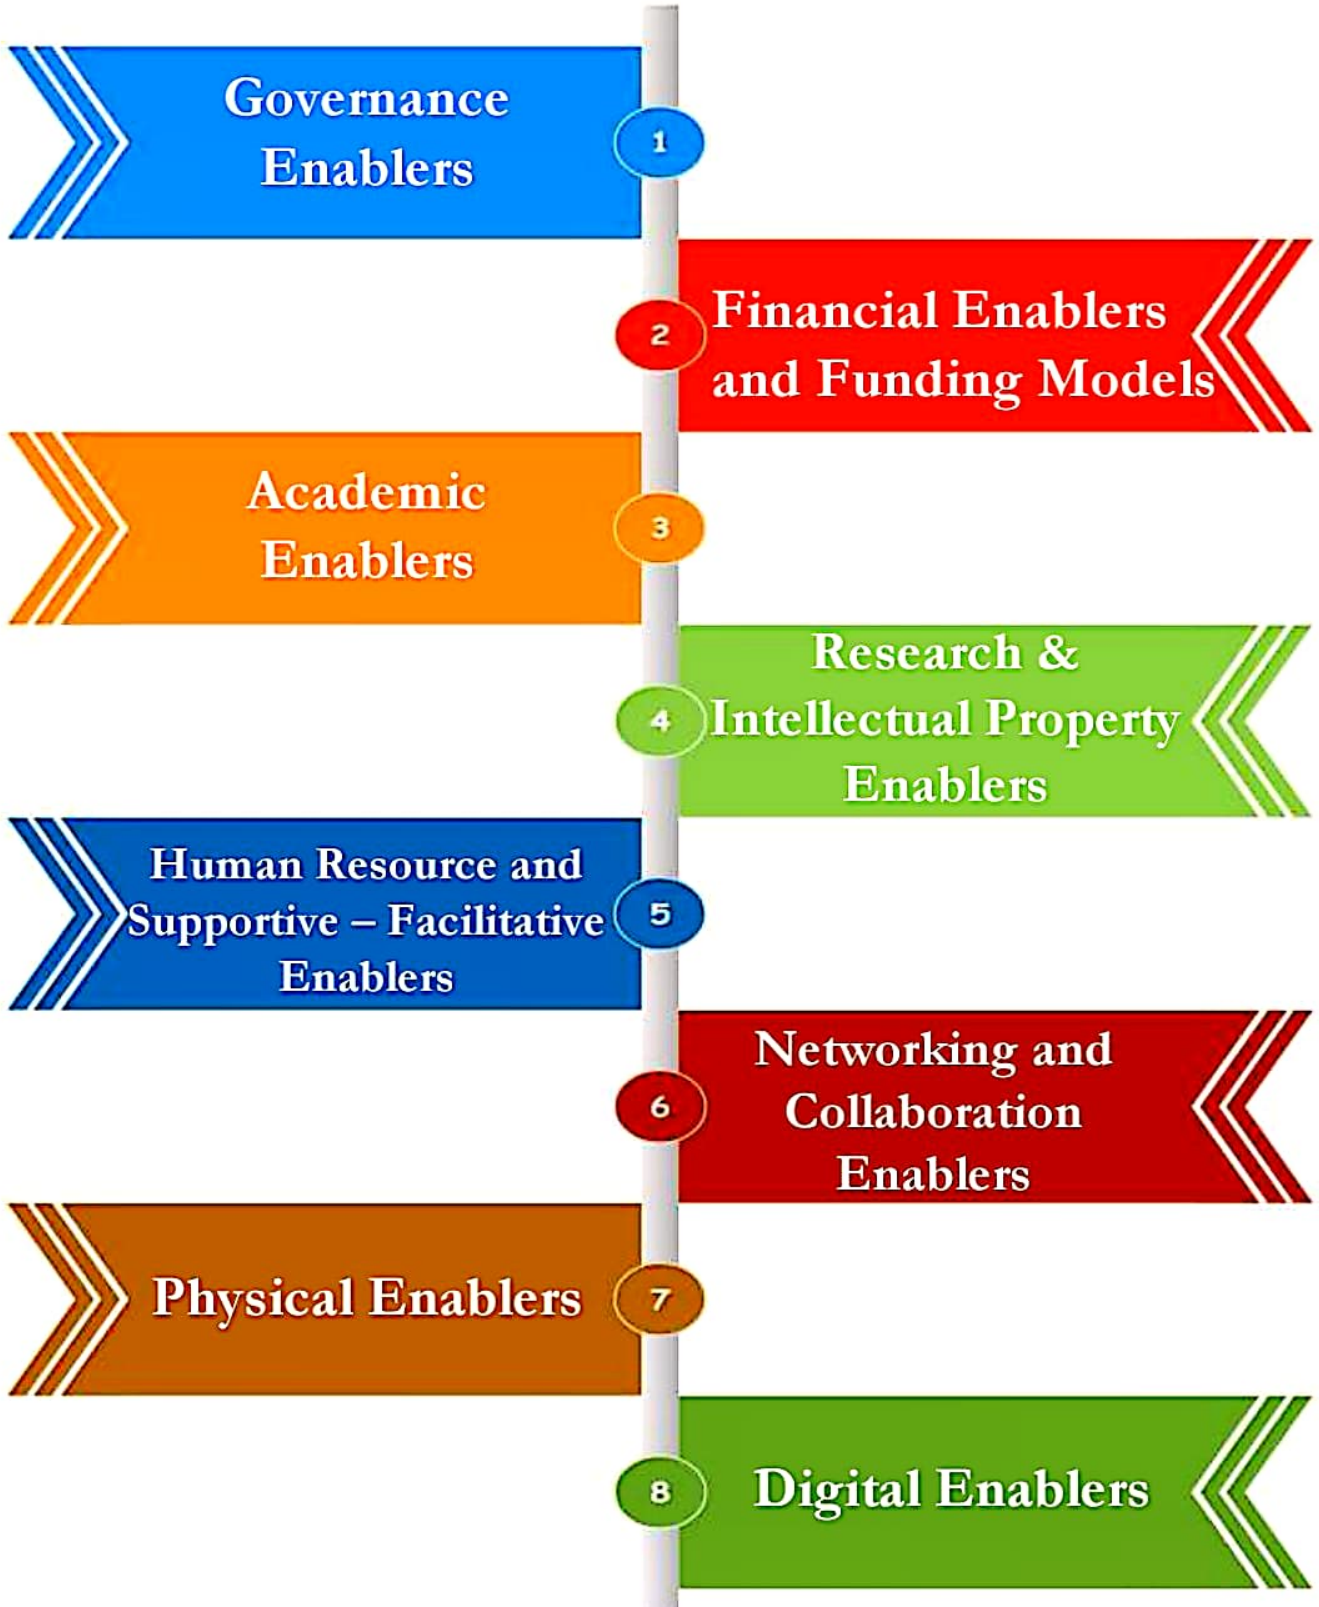 Governance
Enablers
1
2
Financial Enablers
and Funding Models
Academic
Enablers
3
4
Research &
Intellectual Property
Enablers
Human Resource and
Supportive – Facilitative
Enablers
5
6
Networking and
Collaboration
Enablers
Physical Enablers
7
8
Digital Enablers